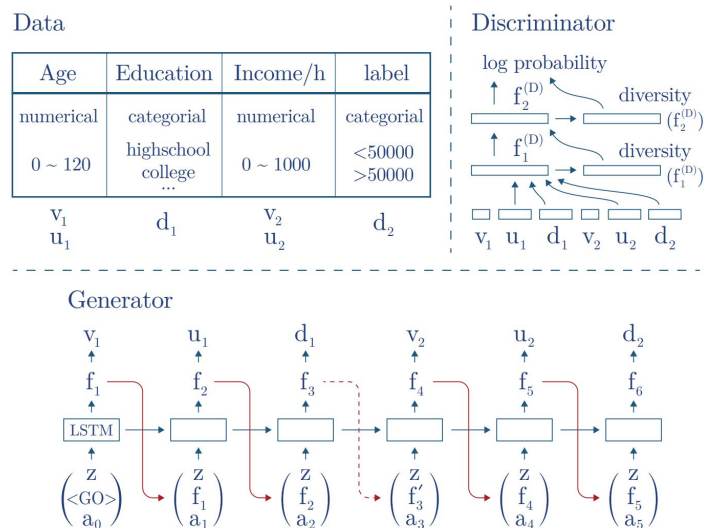 Data
Age Education Income/h label
numerical categorial numerical categorial
0 ~ 120 highschool 0 ~ 1000 <50000
college >50000
...
v₁ d₁ v₂ d₂
u₁ u₂
Discriminator
log probability
f₂⁽ᴰ⁾ diversity
(f₂⁽ᴰ⁾)
f₁⁽ᴰ⁾ diversity
(f₁⁽ᴰ⁾)
v₁ u₁ d₁ v₂ u₂ d₂
Generator
v₁ u₁ d₁ v₂ u₂ d₂
f₁ f₂ f₃ f₄ f₅ f₆
LSTM
z z z z z z
<GO> f₁ f₂ f₃′ f₄ f₅
a₀ a₁ a₂ a₃ a₄ a₅